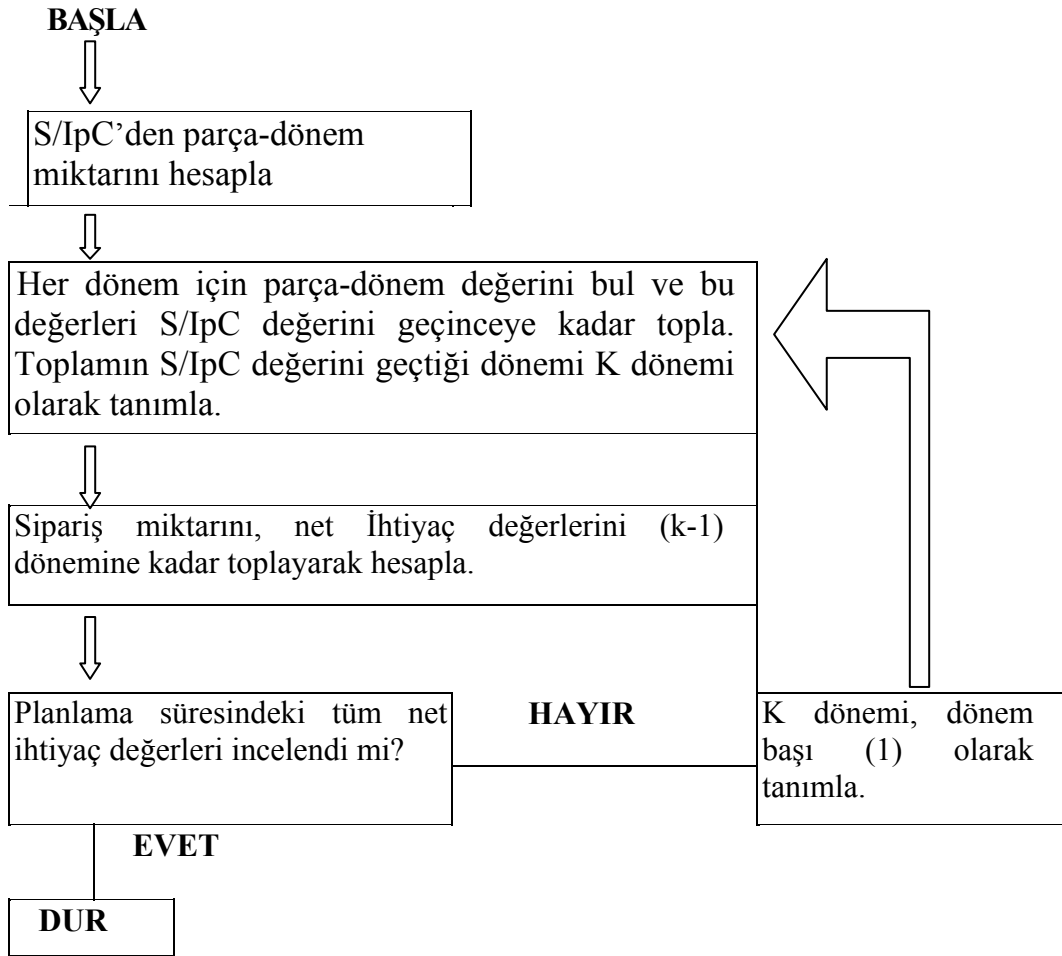 BAŞLA
S/IpC’den parça-dönem
miktarını hesapla
Her dönem için parça-dönem değerini bul ve bu
değerleri S/IpC değerini geçinceye kadar topla.
Toplamın S/IpC değerini geçtiği dönemi K dönemi
olarak tanımla.
Sipariş miktarını, net İhtiyaç değerlerini (k-1)
dönemine kadar toplayarak hesapla.
Planlama süresindeki tüm net
ihtiyaç değerleri incelendi mi?
HAYIR
K dönemi, dönem
başı (1) olarak
tanımla.
EVET
DUR